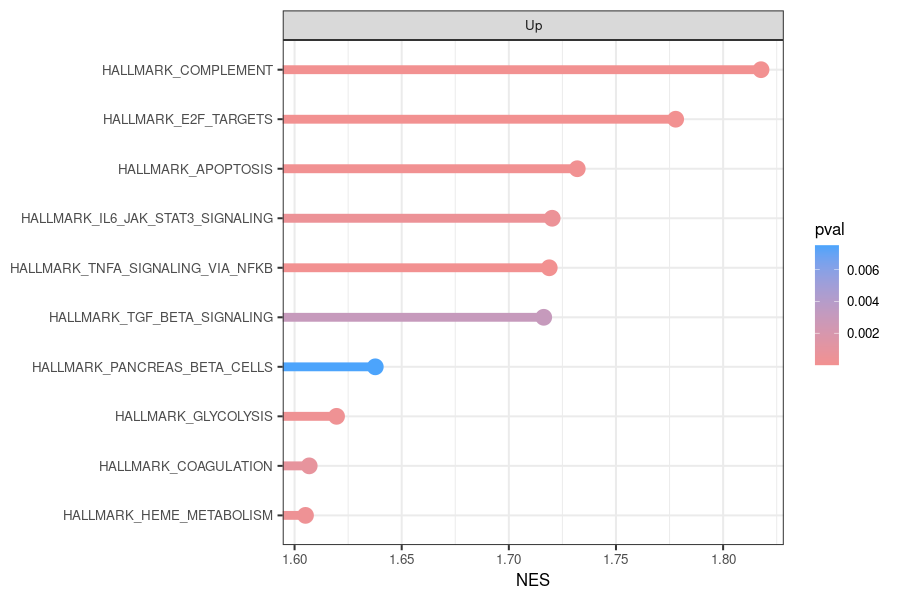 Up
HALLMARK_COMPLEMENT
HALLMARK_E2F_TARGETS
HALLMARK_APOPTOSIS
HALLMARK_IL6_JAK_STAT3_SIGNALING
HALLMARK_TNFA_SIGNALING_VIA_NFKB
HALLMARK_TGF_BETA_SIGNALING
HALLMARK_PANCREAS_BETA_CELLS
HALLMARK_GLYCOLYSIS
HALLMARK_COAGULATION
HALLMARK_HEME_METABOLISM
1.60 1.65 1.70 1.75 1.80
NES
pval
0.006
0.004
0.002